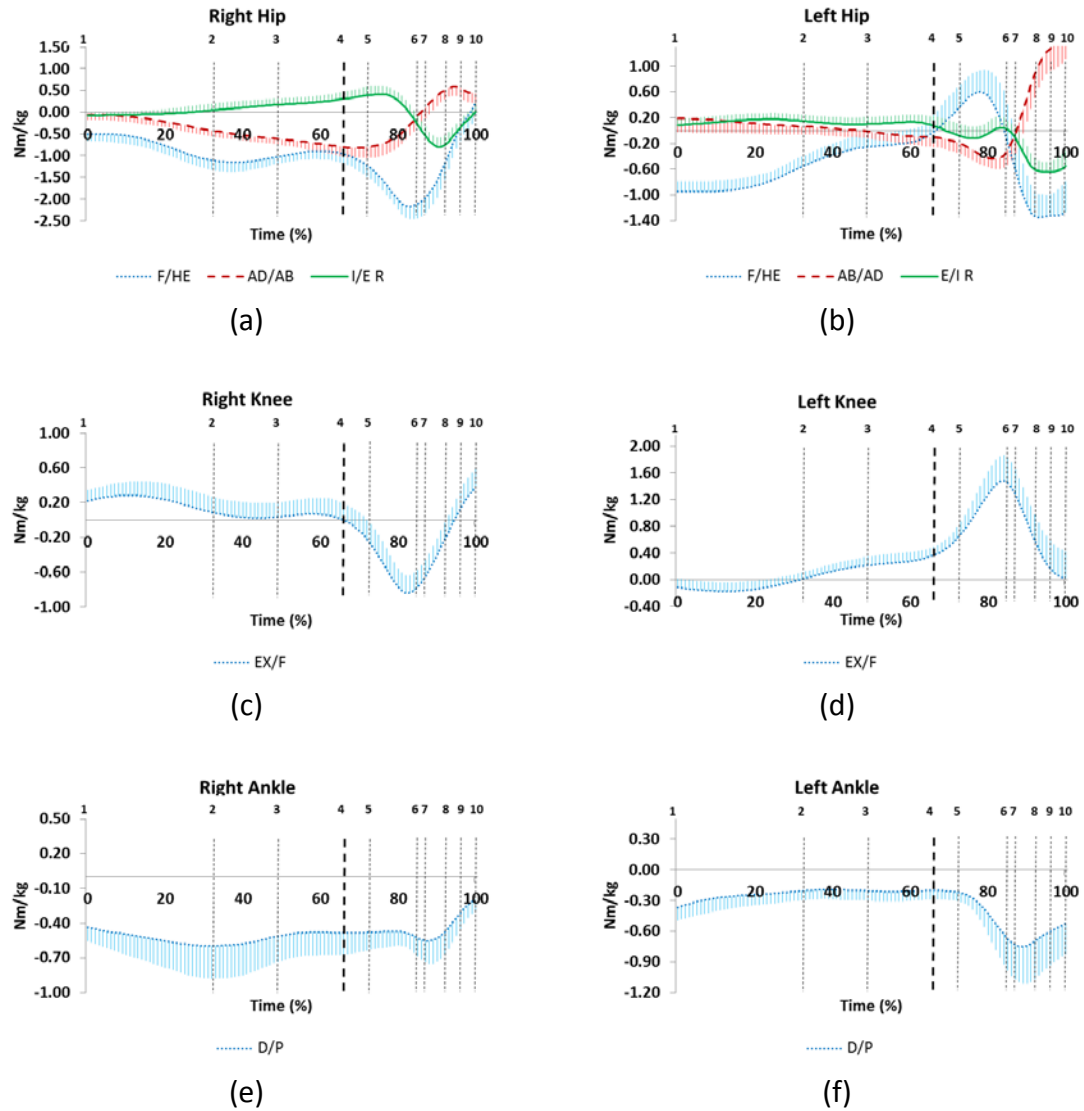 Right Hip
1 2 3 4 5 6 7 8 9 10
1.50
1.00
0.50
0.00
-0.50
-1.00
-1.50
-2.00
-2.50
Nm/kg
0 20 40 60 80 100
Time (%)
F/HE AD/AB I/E R
(a)
Left Hip
1 2 3 4 5 6 7 8 9 10
1.00
0.60
0.20
-0.20
-0.60
-1.00
-1.40
Nm/kg
0 20 40 60 80 100
Time (%)
F/HE AB/AD E/I R
(b)
Right Knee
1 2 3 4 5 6 7 8 9 10
1.00
0.60
0.20
-0.20
-0.60
-1.00
Nm/kg
0 20 40 60 80 100
Time (%)
EX/F
(c)
Left Knee
1 2 3 4 5 6 7 8 9 10
2.00
1.60
1.20
0.80
0.40
0.00
-0.40
Nm/kg
0 20 40 60 80 100
Time (%)
EX/F
(d)
Right Ankle
1 2 3 4 5 6 7 8 9 10
0.50
0.20
-0.10
-0.40
-0.70
-1.00
Nm/kg
0 20 40 60 80 100
Time (%)
D/P
(e)
Left Ankle
1 2 3 4 5 6 7 8 9 10
0.30
0.00
-0.30
-0.60
-0.90
-1.20
Nm/kg
0 20 40 60 80 100
Time (%)
D/P
(f)